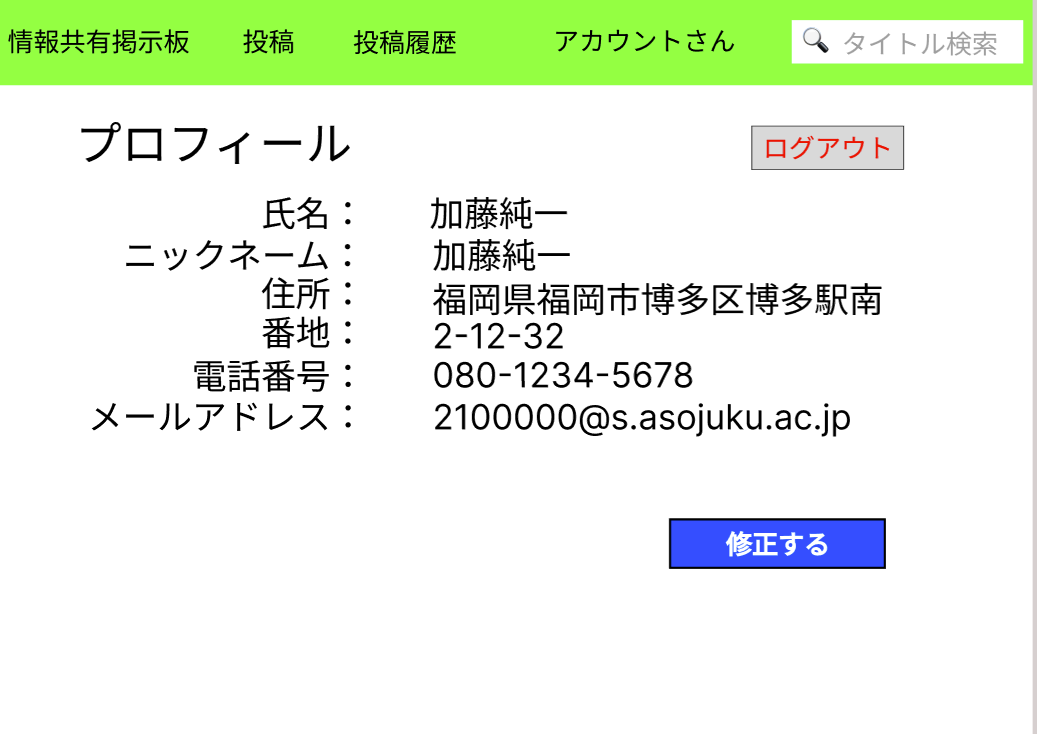 情報共有掲示板 投稿 投稿履歴 アカウントさん タイトル検索
プロフィール ログアウト
氏名： 加藤純一
ニックネーム： 加藤純一
住所： 福岡県福岡市博多区博多駅南
番地： 2-12-32
電話番号： 080-1234-5678
メールアドレス： 2100000@s.asojuku.ac.jp
修正する